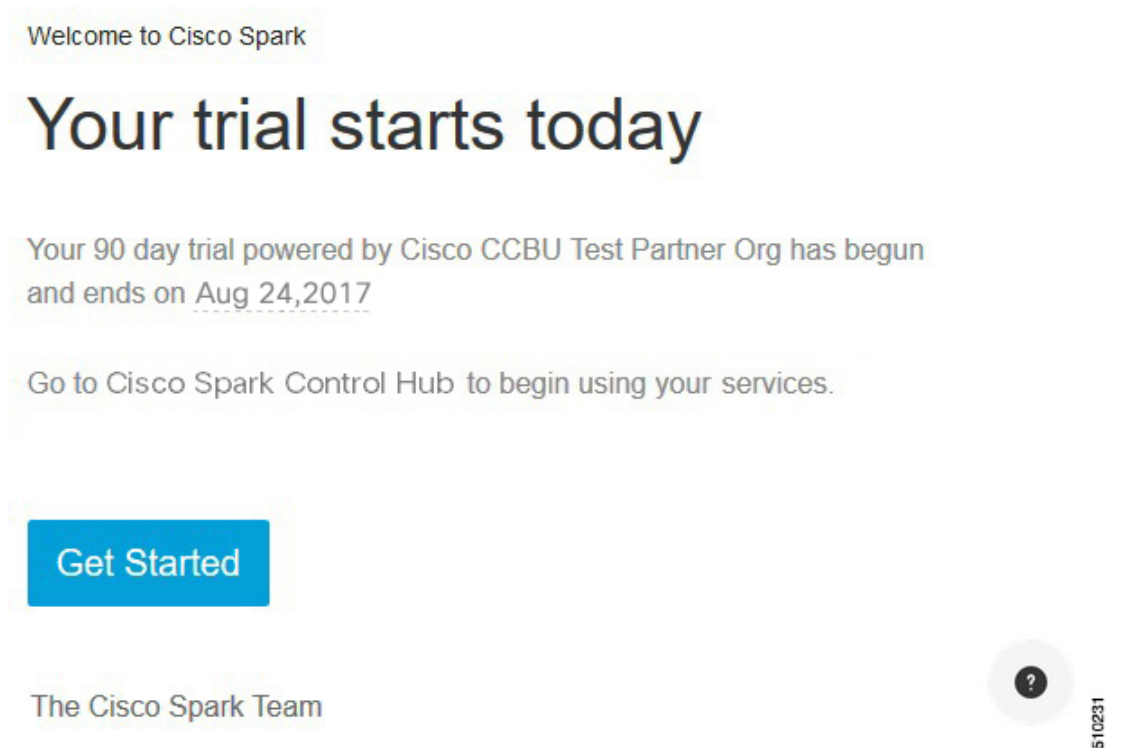 Welcome to Cisco Spark
Your trial starts today
Your 90 day trial powered by Cisco CCBU Test Partner Org has begun
and ends on Aug 24,2017
Go to Cisco Spark Control Hub to begin using your services.
Get Started
The Cisco Spark Team
?
510231